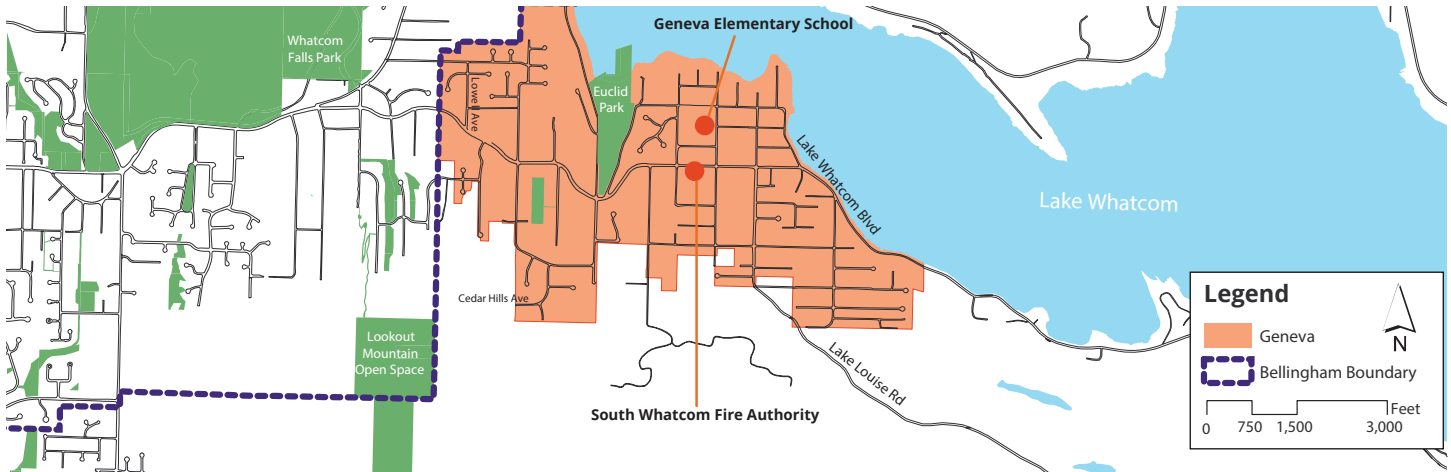 Geneva Elementary School
Whatcom
Falls Park
Lowell Ave
Euclid
Park
Lake Whatcom Blvd
Lake Whatcom
Cedar Hills Ave
Lookout
Mountain
Open Space
Lake Louise Rd
South Whatcom Fire Authority
Legend
Geneva
N
Bellingham Boundary
Feet
0 750 1,500 3,000